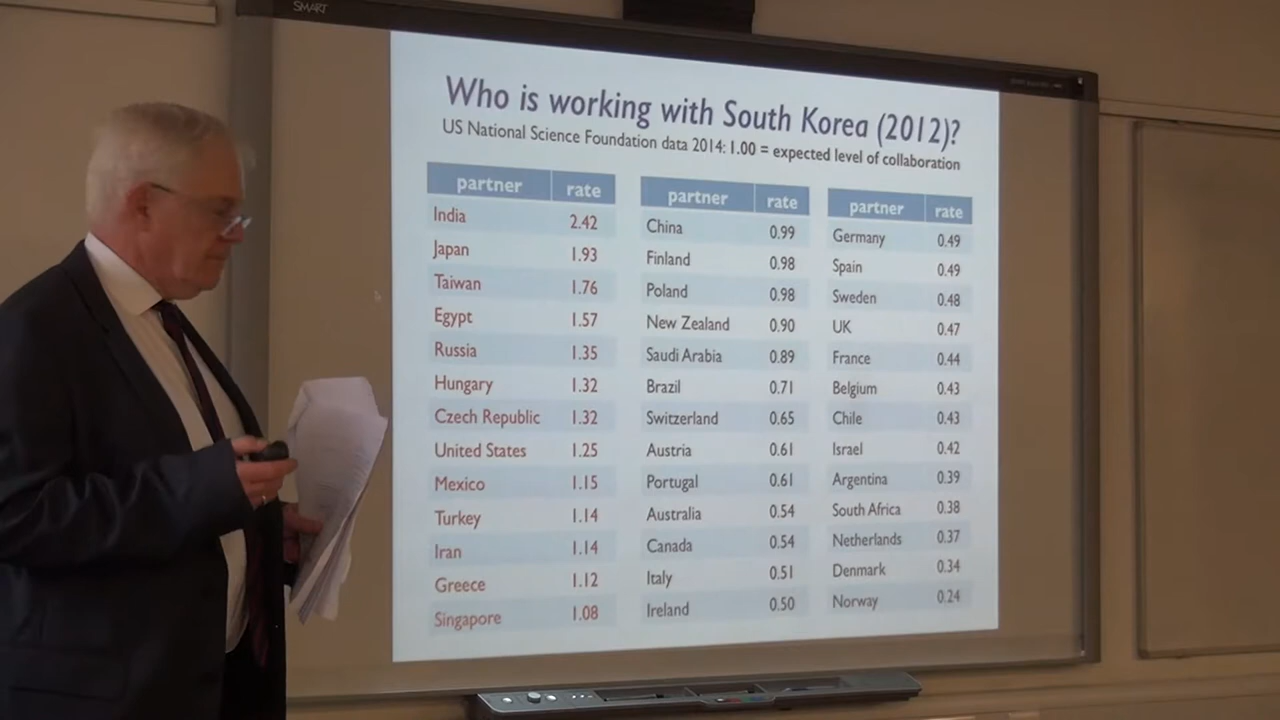 SMART
Who is working with South Korea (2012)?
US National Science Foundation data 2014: 1.00 = expected level of collaboration
partner rate
India 2.42
Japan 1.93
Taiwan 1.76
Egypt 1.57
Russia 1.35
Hungary 1.32
Czech Republic 1.32
United States 1.25
Mexico 1.15
Turkey 1.14
Iran 1.14
Greece 1.12
Singapore 1.08
partner rate
China 0.99
Finland 0.98
Poland 0.98
New Zealand 0.90
Saudi Arabia 0.89
Brazil 0.71
Switzerland 0.65
Austria 0.61
Portugal 0.61
Australia 0.54
Canada 0.54
Italy 0.51
Ireland 0.50
partner rate
Germany 0.49
Spain 0.49
Sweden 0.48
UK 0.47
France 0.44
Belgium 0.43
Chile 0.43
Israel 0.42
Argentina 0.39
South Africa 0.38
Netherlands 0.37
Denmark 0.34
Norway 0.24